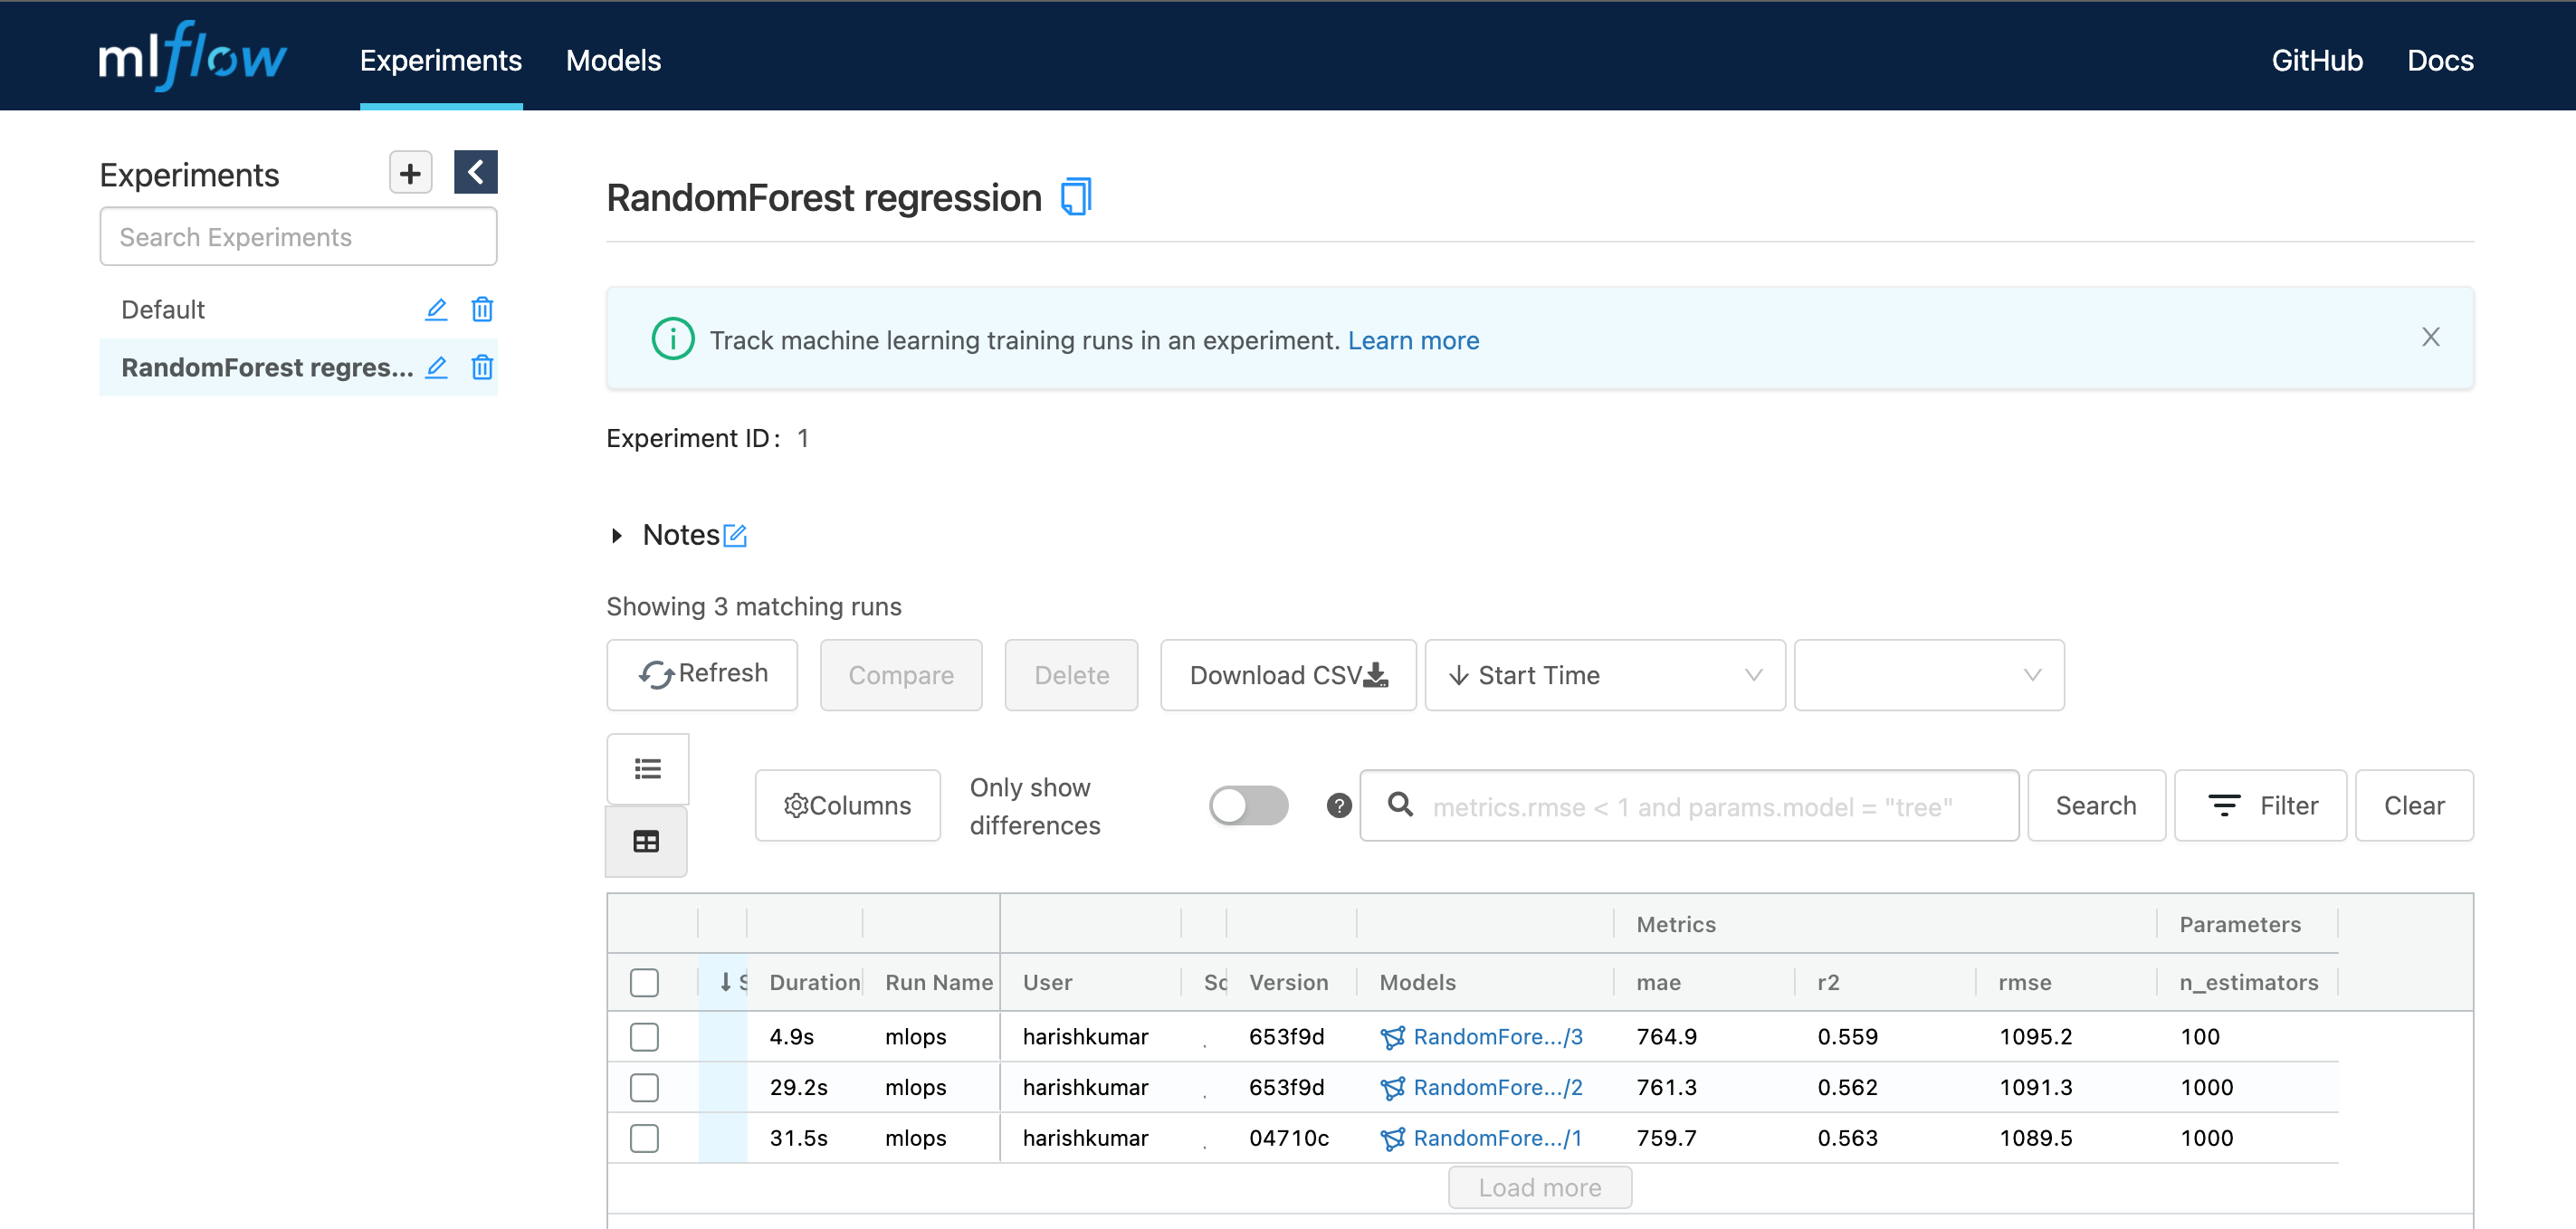 mlflow Experiments Models GitHub Docs
Experiments
Search Experiments
Default
RandomForest regres...
RandomForest regression
Track machine learning training runs in an experiment. Learn more
Experiment ID: 1
Notes
Showing 3 matching runs
Refresh Compare Delete Download CSV Start Time
Columns Only show differences metrics.rmse < 1 and params.model = "tree" Search Filter Clear
Metrics Parameters
S Duration Run Name User Sc Version Models mae r2 rmse n_estimators
4.9s mlops harishkumar 653f9d RandomFore.../3 764.9 0.559 1095.2 100
29.2s mlops harishkumar 653f9d RandomFore.../2 761.3 0.562 1091.3 1000
31.5s mlops harishkumar 04710c RandomFore.../1 759.7 0.563 1089.5 1000
Load more